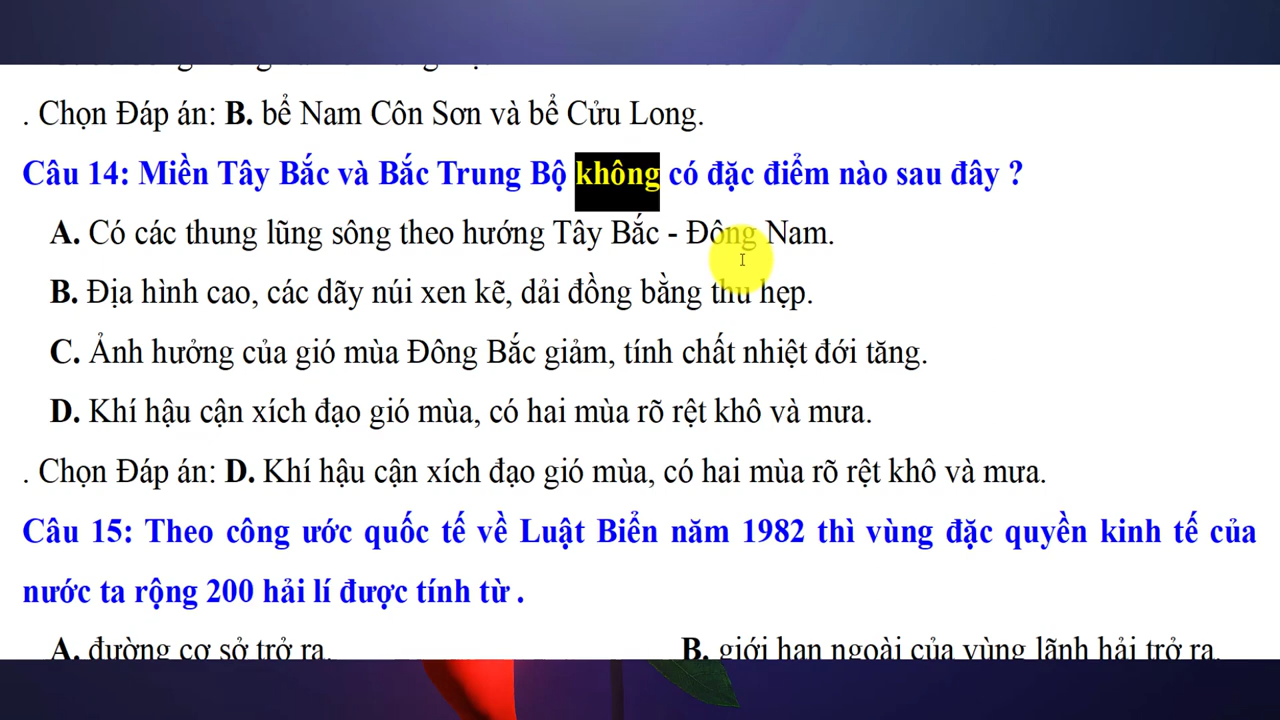 . Chọn Đáp án: B. bể Nam Côn Sơn và bể Cửu Long.
Câu 14: Miền Tây Bắc và Bắc Trung Bộ không có đặc điểm nào sau đây ?
A. Có các thung lũng sông theo hướng Tây Bắc - Đông Nam.
B. Địa hình cao, các dãy núi xen kẽ, dải đồng bằng thu hẹp.
C. Ảnh hưởng của gió mùa Đông Bắc giảm, tính chất nhiệt đới tăng.
D. Khí hậu cận xích đạo gió mùa, có hai mùa rõ rệt khô và mưa.
. Chọn Đáp án: D. Khí hậu cận xích đạo gió mùa, có hai mùa rõ rệt khô và mưa.
Câu 15: Theo công ước quốc tế về Luật Biển năm 1982 thì vùng đặc quyền kinh tế của
nước ta rộng 200 hải lí được tính từ .
A. đường cơ sở trở ra. B. giới hạn ngoài của vùng lãnh hải trở ra.